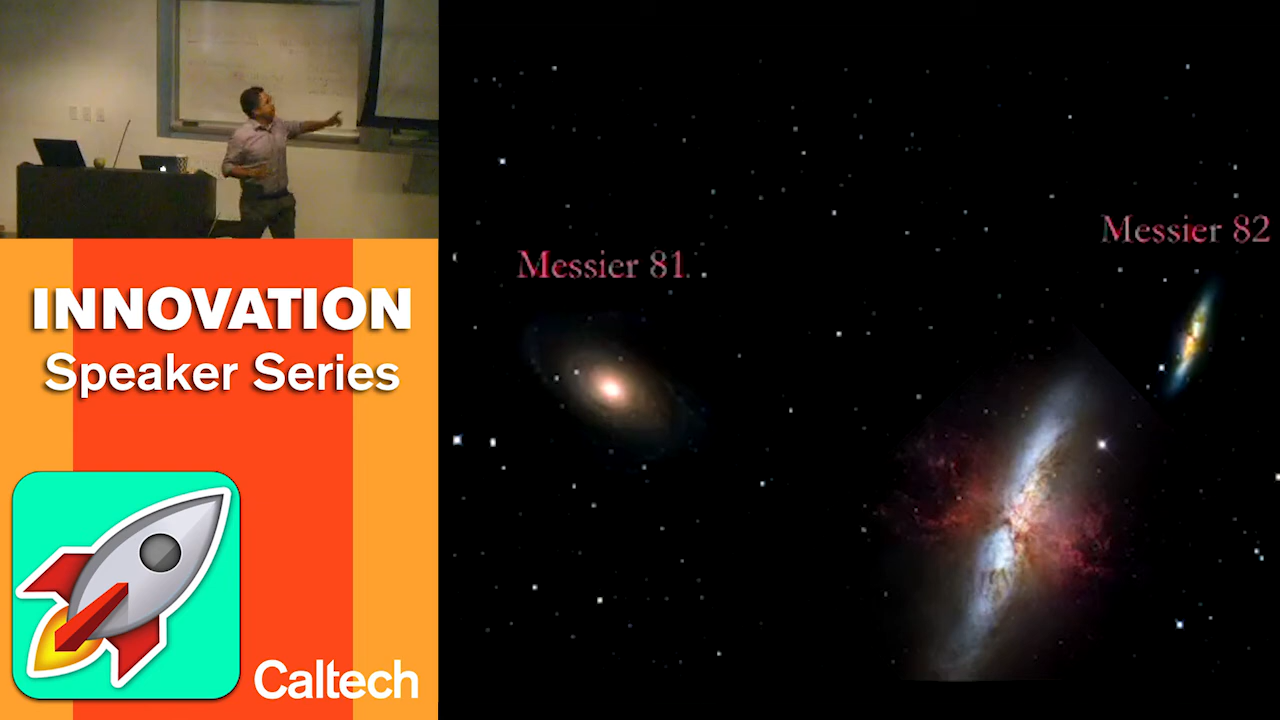 INNOVATION
Speaker Series
Caltech
Messier 81
Messier 82